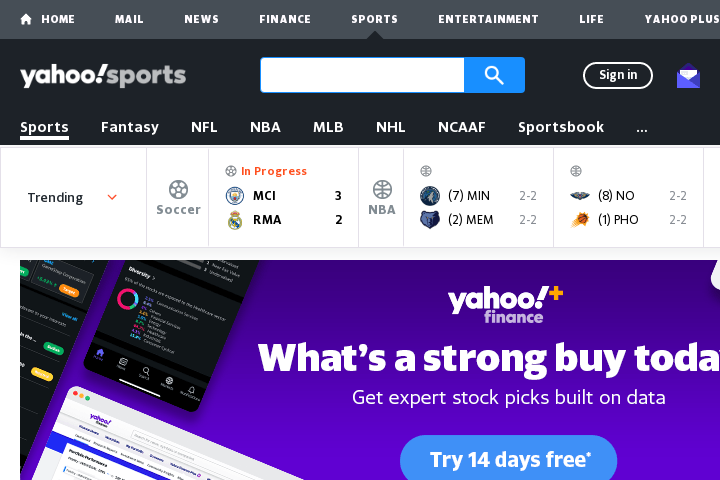 HOME MAIL NEWS FINANCE SPORTS ENTERTAINMENT LIFE YAHOO PLUS
yahoo!sports
Sign in
Sports Fantasy NFL NBA MLB NHL NCAAF Sportsbook ...
Trending
Soccer
In Progress
MCI 3
RMA 2
NBA
(7) MIN 2-2
(2) MEM 2-2
(8) NO 2-2
(1) PHO 2-2
Diversity
yahoo!+
finance
What's a strong buy toda
Get expert stock picks built on data
Try 14 days free*
yahoo!
finance